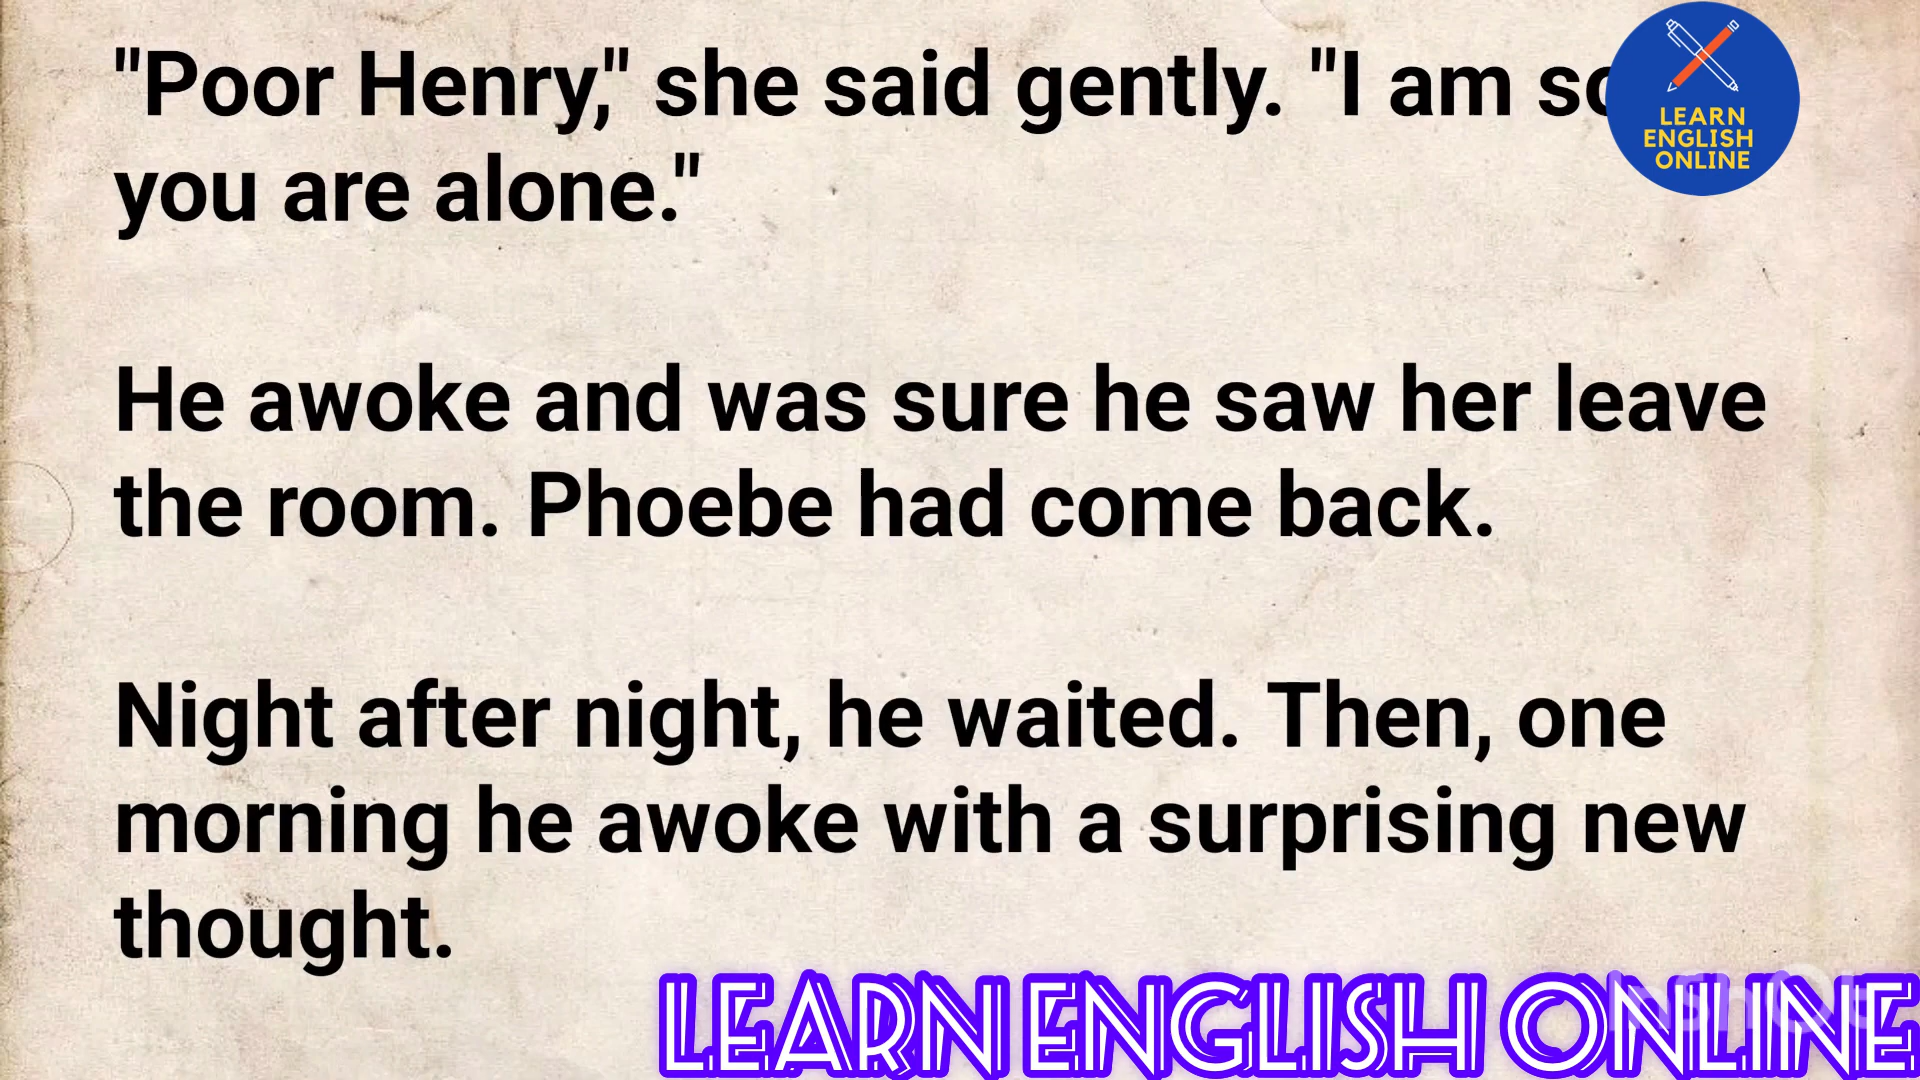 "Poor Henry," she said gently. "I am
you are alone."
He awoke and was sure he saw her leave
the room. Phoebe had come back.
Night after night, he waited. Then, one
morning he awoke with a surprising new
thought.
LEARN
ENGLISH
ONLINE
LEARN ENGLISH ONLINE